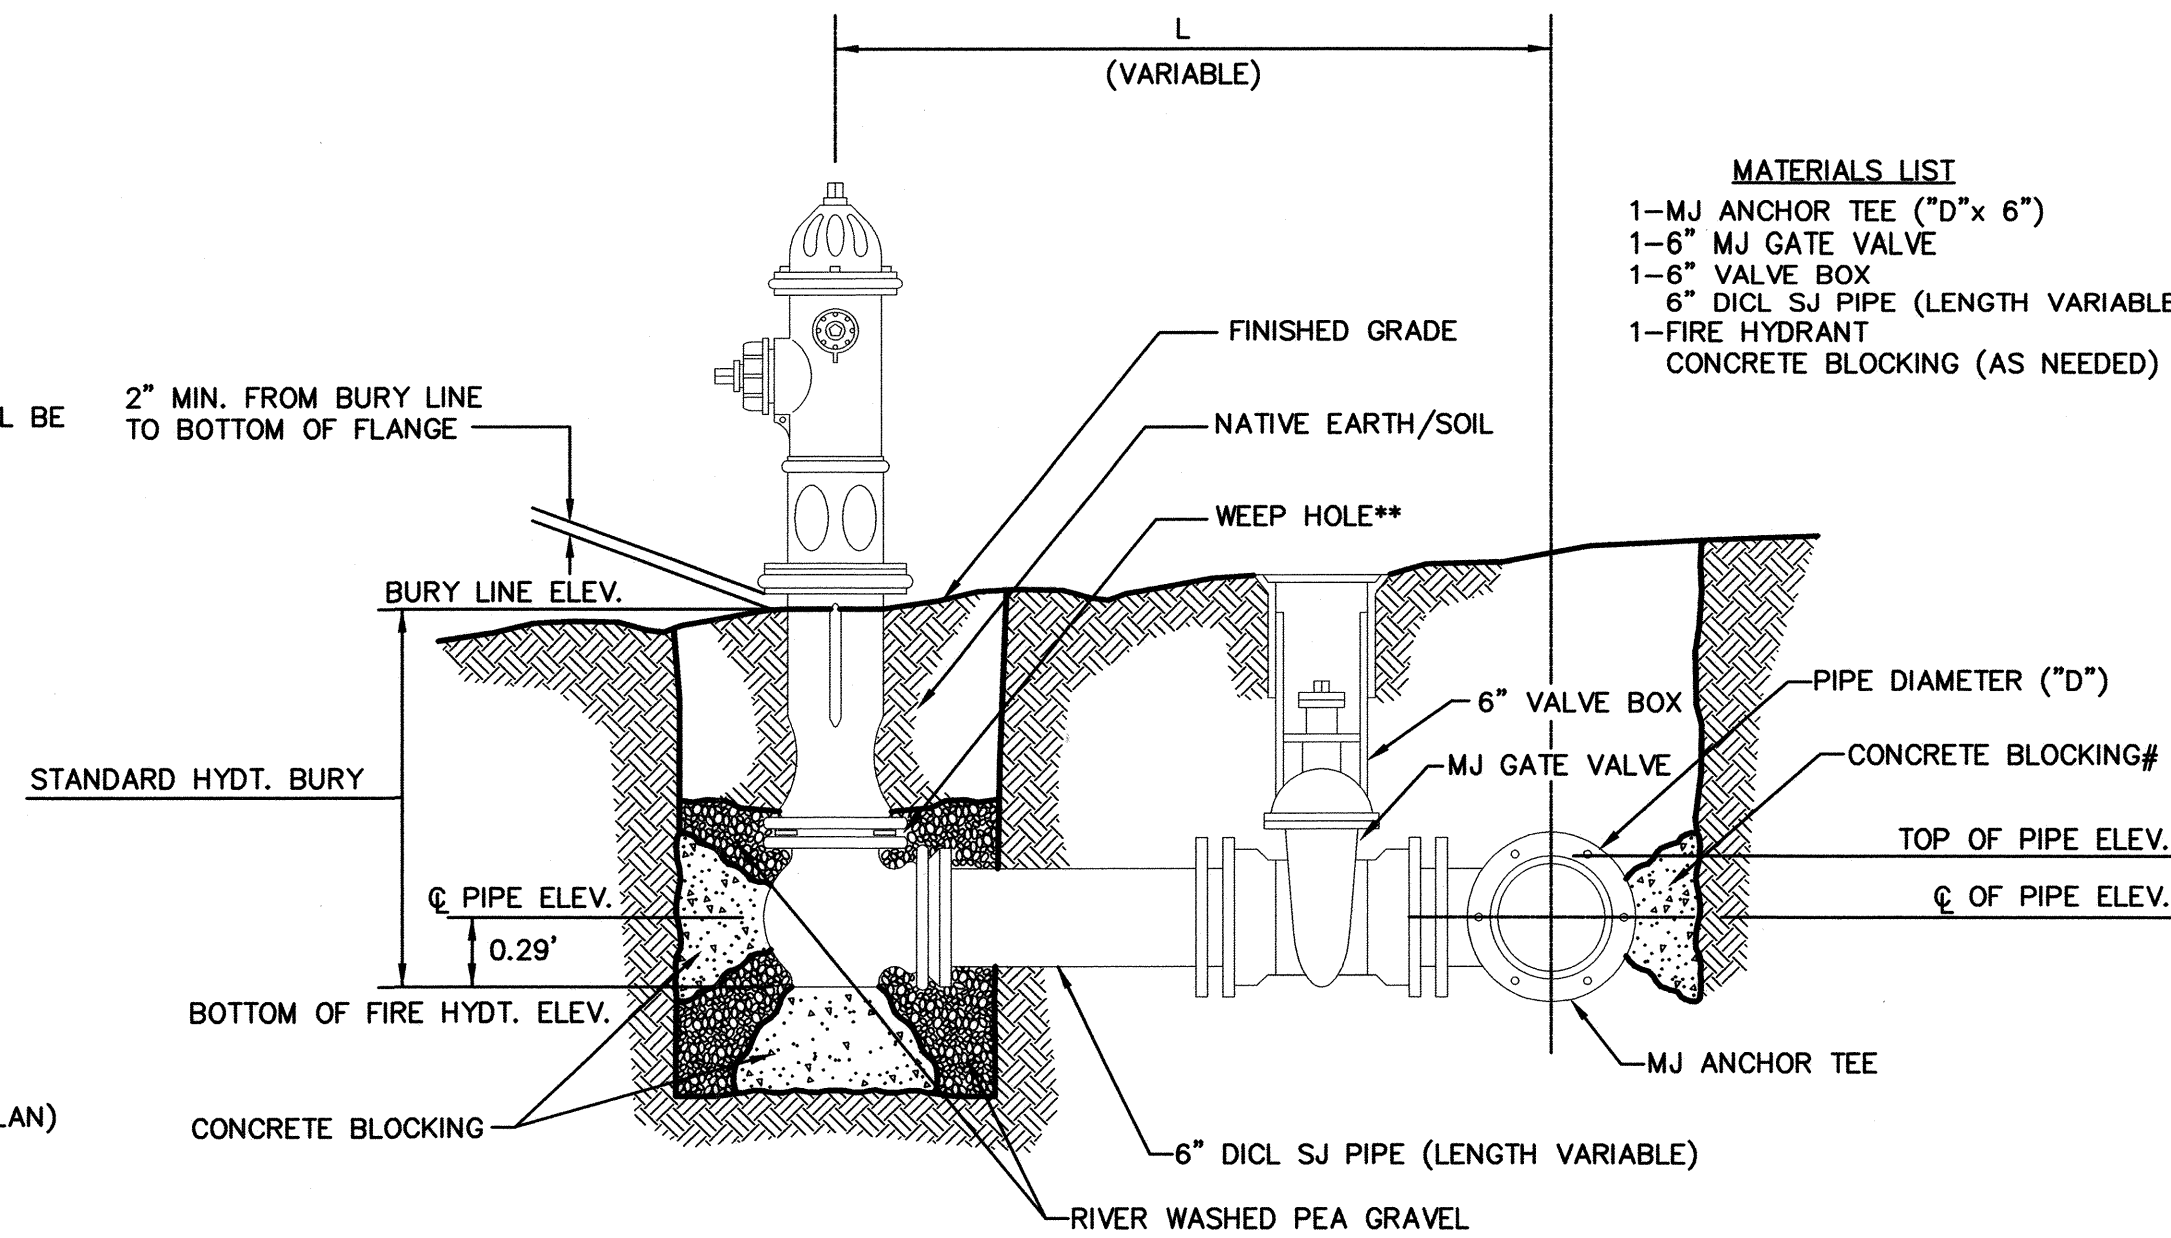 L
(VARIABLE)
MATERIALS LIST
1-MJ ANCHOR TEE ("D"x 6")
1-6" MJ GATE VALVE
1-6" VALVE BOX
6" DICL SJ PIPE (LENGTH VARIABLE
1-FIRE HYDRANT
CONCRETE BLOCKING (AS NEEDED)
FINISHED GRADE
2" MIN. FROM BURY LINE
TO BOTTOM OF FLANGE
L BE
NATIVE EARTH/SOIL
WEEP HOLE**
BURY LINE ELEV.
PIPE DIAMETER ("D")
6" VALVE BOX
CONCRETE BLOCKING#
MJ GATE VALVE
STANDARD HYDT. BURY
TOP OF PIPE ELEV.
℄ PIPE ELEV.
℄ OF PIPE ELEV.
0.29'
BOTTOM OF FIRE HYDT. ELEV.
MJ ANCHOR TEE
LAN)
CONCRETE BLOCKING
6" DICL SJ PIPE (LENGTH VARIABLE)
RIVER WASHED PEA GRAVEL